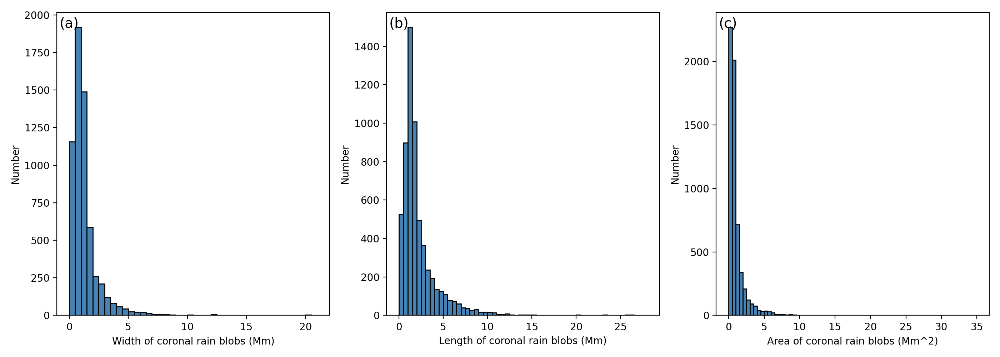 (a)
2000
1750
1500
1250
1000
750
500
250
0
Number
0 5 10 15 20
Width of coronal rain blobs (Mm)
(b)
1400
1200
1000
800
600
400
200
0
Number
0 5 10 15 20 25
Length of coronal rain blobs (Mm)
(c)
2000
1500
1000
500
0
Number
0 5 10 15 20 25 30 35
Area of coronal rain blobs (Mm^2)